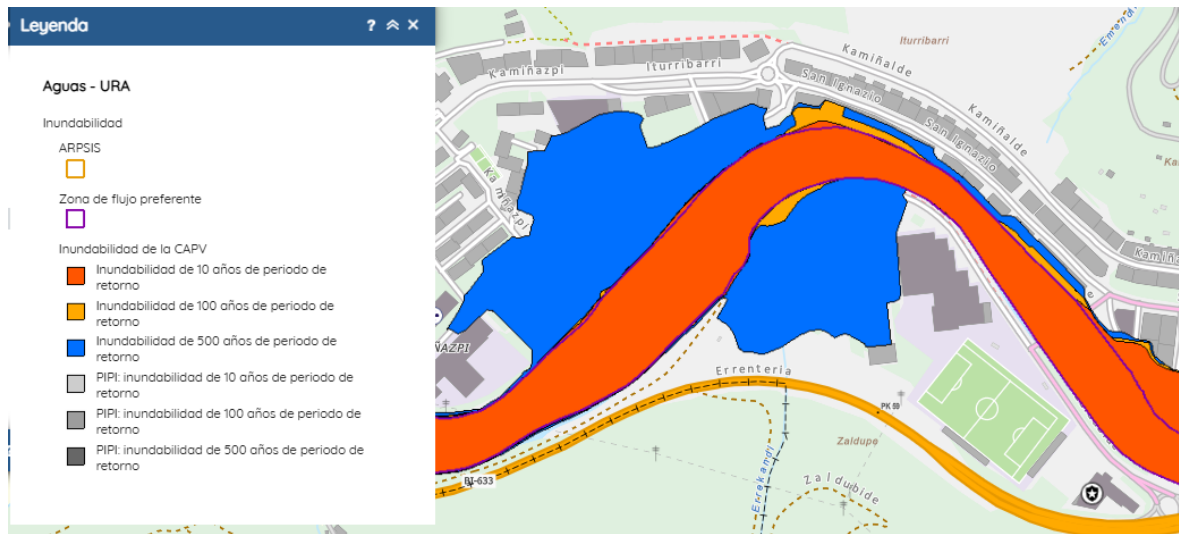 Leyenda
? ×
Aguas - URA
Inundabilidad
ARPSIS
Zona de flujo preferente
Inundabilidad de la CAPV
Inundabilidad de 10 años de periodo de
retorno
Inundabilidad de 100 años de periodo de
retorno
Inundabilidad de 500 años de periodo de
retorno
PIPI: inundabilidad de 10 años de periodo de
retorno
PIPI: inundabilidad de 100 años de periodo de
retorno
PIPI: inundabilidad de 500 años de periodo de
retorno
Iturribarri
Kamiñalde
Kamiñazpi
Iturribarri
San Ignazio
Kamiñalde
San Ignazio
Kamiñazpi
ÑAZPI
Errenteria
PK 59
Zaldupe
Errekandi
Zaldubide
BI-633